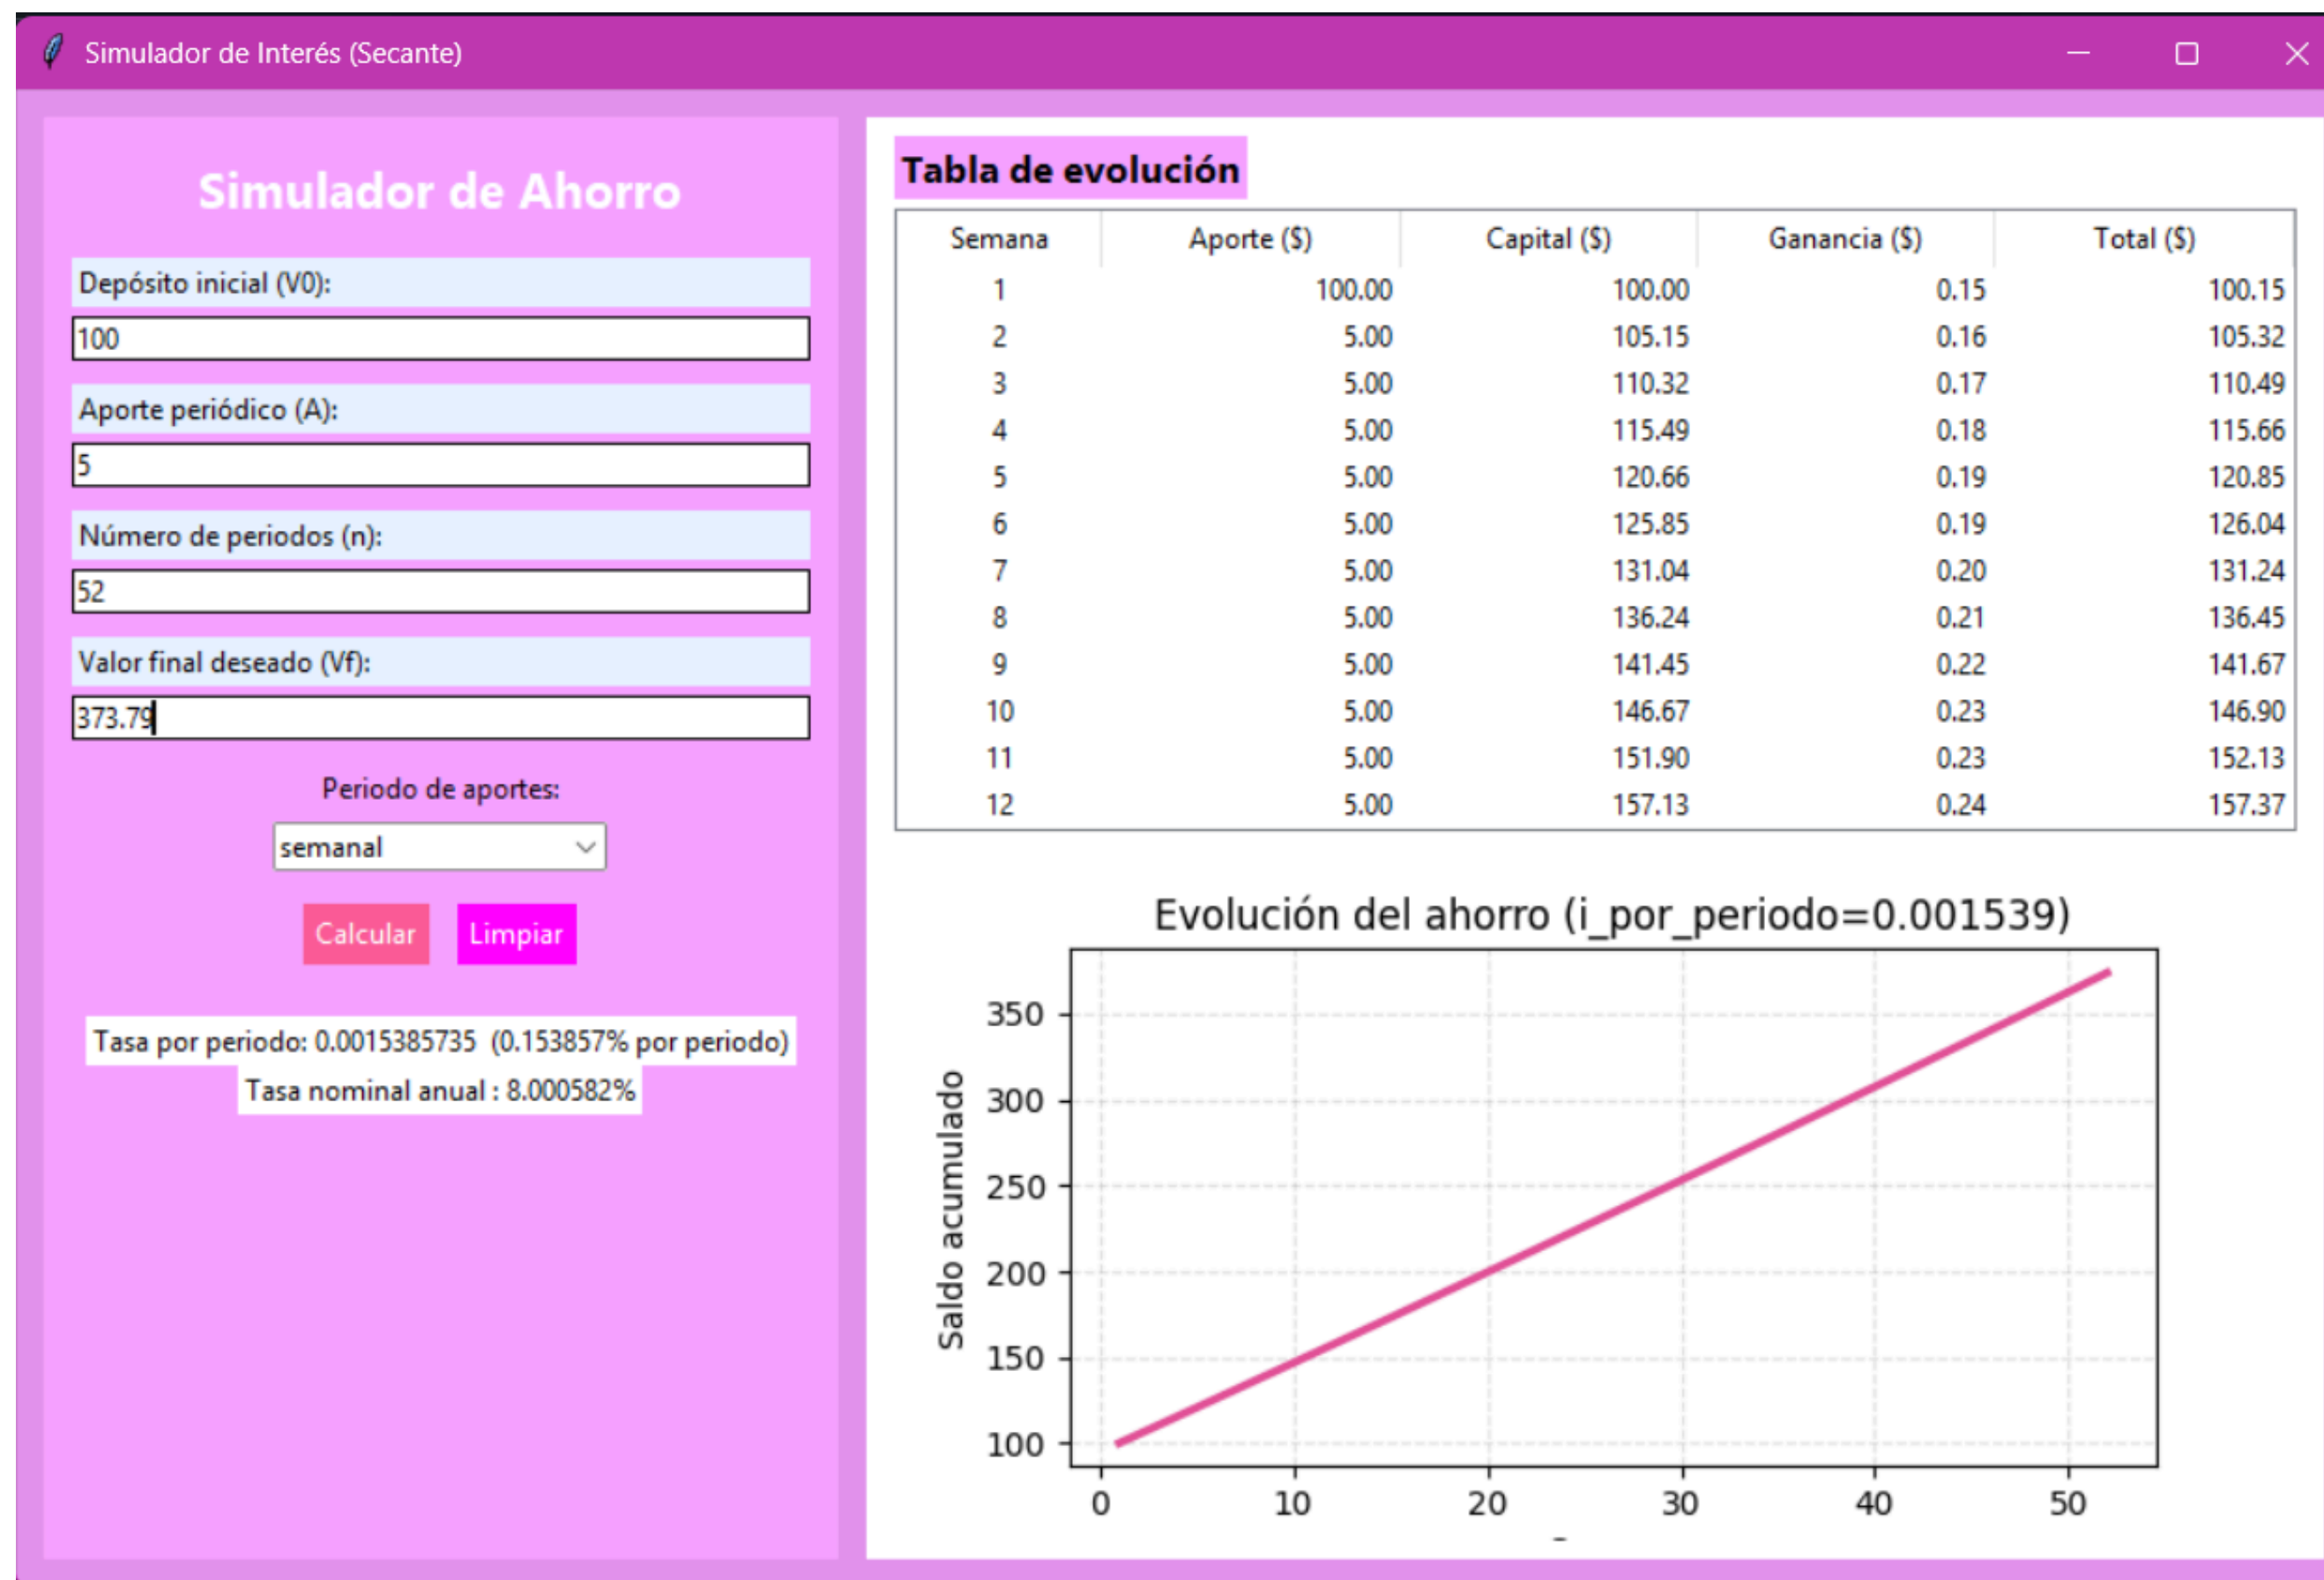 Simulador de Interés (Secante)
Simulador de Ahorro
Depósito inicial (V0):
100
Aporte periódico (A):
5
Número de periodos (n):
52
Valor final deseado (Vf):
373.79
Periodo de aportes:
semanal
Calcular Limpiar
Tasa por periodo: 0.0015385735 (0.153857% por periodo)
Tasa nominal anual : 8.000582%
Tabla de evolución
Semana Aporte ($) Capital ($) Ganancia ($) Total ($)
1 100.00 100.00 0.15 100.15
2 5.00 105.15 0.16 105.32
3 5.00 110.32 0.17 110.49
4 5.00 115.49 0.18 115.66
5 5.00 120.66 0.19 120.85
6 5.00 125.85 0.19 126.04
7 5.00 131.04 0.20 131.24
8 5.00 136.24 0.21 136.45
9 5.00 141.45 0.22 141.67
10 5.00 146.67 0.23 146.90
11 5.00 151.90 0.23 152.13
12 5.00 157.13 0.24 157.37
Evolución del ahorro (i_por_periodo=0.001539)
Saldo acumulado
350
300
250
200
150
100
0 10 20 30 40 50